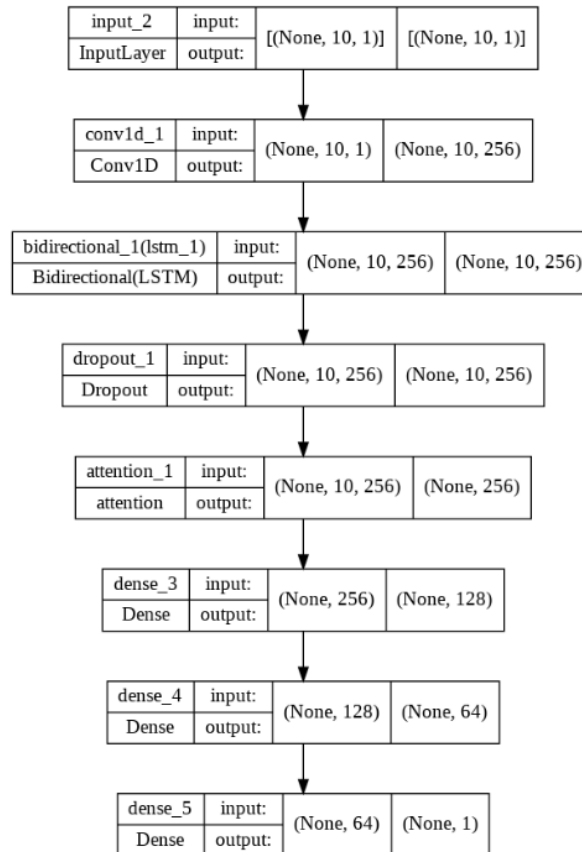 input_2 input: [(None, 10, 1)] [(None, 10, 1)]
InputLayer output:
conv1d_1 input: (None, 10, 1) (None, 10, 256)
Conv1D output:
bidirectional_1(lstm_1) input: (None, 10, 256) (None, 10, 256)
Bidirectional(LSTM) output:
dropout_1 input: (None, 10, 256) (None, 10, 256)
Dropout output:
attention_1 input: (None, 10, 256) (None, 256)
attention output:
dense_3 input: (None, 256) (None, 128)
Dense output:
dense_4 input: (None, 128) (None, 64)
Dense output:
dense_5 input: (None, 64) (None, 1)
Dense output: